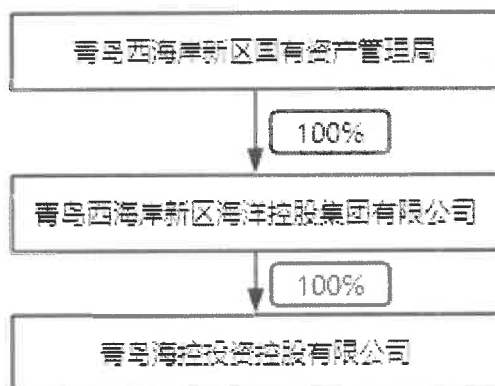 青岛西海岸新区国有资产管理局
100%
青岛西海岸新区海洋控股集团有限公司
100%
青岛海控投资控股有限公司